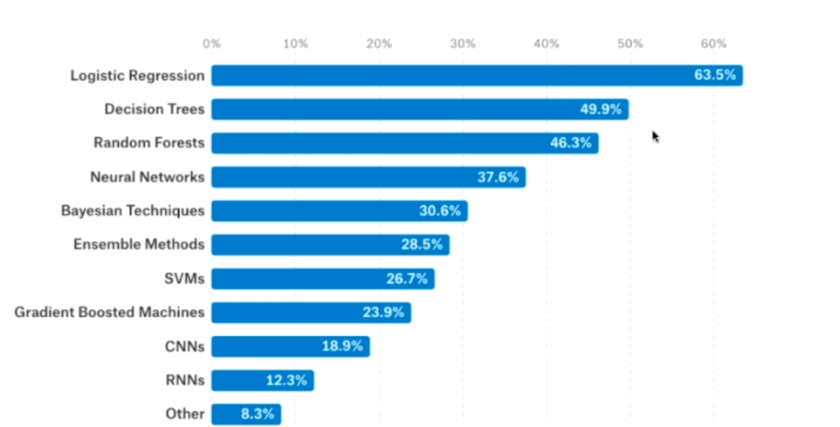 0% 10% 20% 30% 40% 50% 60%
Logistic Regression 63.5%
Decision Trees 49.9%
Random Forests 46.3%
Neural Networks 37.6%
Bayesian Techniques 30.6%
Ensemble Methods 28.5%
SVMs 26.7%
Gradient Boosted Machines 23.9%
CNNs 18.9%
RNNs 12.3%
Other 8.3%